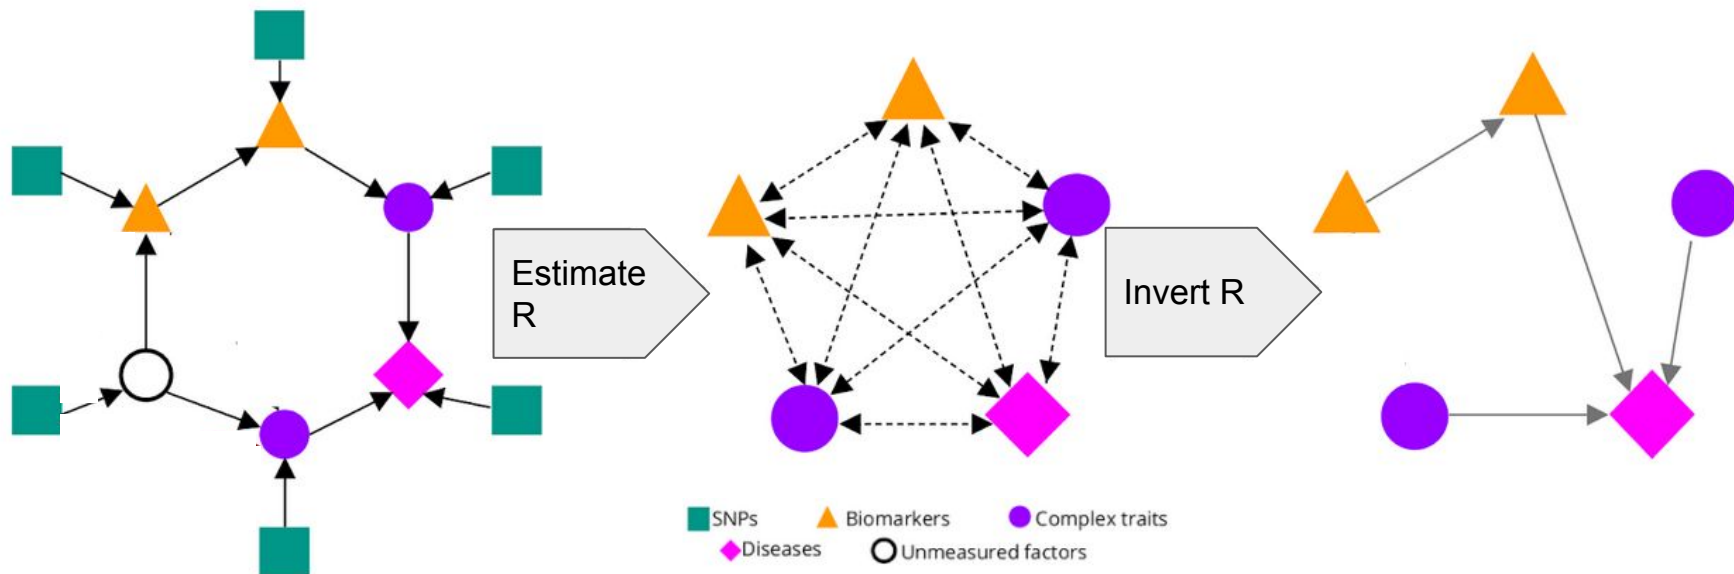 Estimate
R
Invert R
SNPs
Biomarkers
Complex traits
Diseases
Unmeasured factors